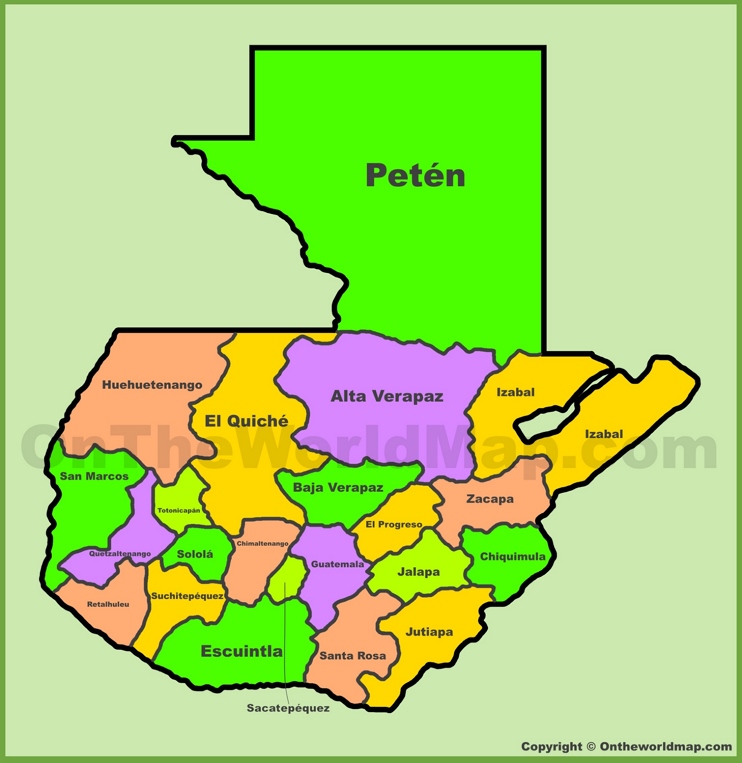 Petén
Huehuetenango
Alta Verapaz
Izabal
El Quiché
Izabal
OnTheWorldMap.com
San Marcos
Baja Verapaz
Zacapa
Totonicapán
El Progreso
Quetzaltenango
Sololá
Chimaltenango
Guatemala
Chiquimula
Jalapa
Retalhuleu
Suchitepéquez
Jutiapa
Escuintla
Santa Rosa
Sacatepéquez
Copyright © Ontheworldmap.com